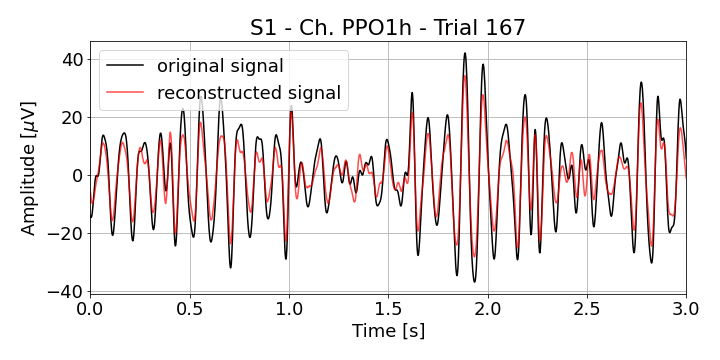 S1 - Ch. PPO1h - Trial 167
original signal
reconstructed signal
Amplitude [μV]
40
20
0
−20
−40
0.0 0.5 1.0 1.5 2.0 2.5 3.0
Time [s]